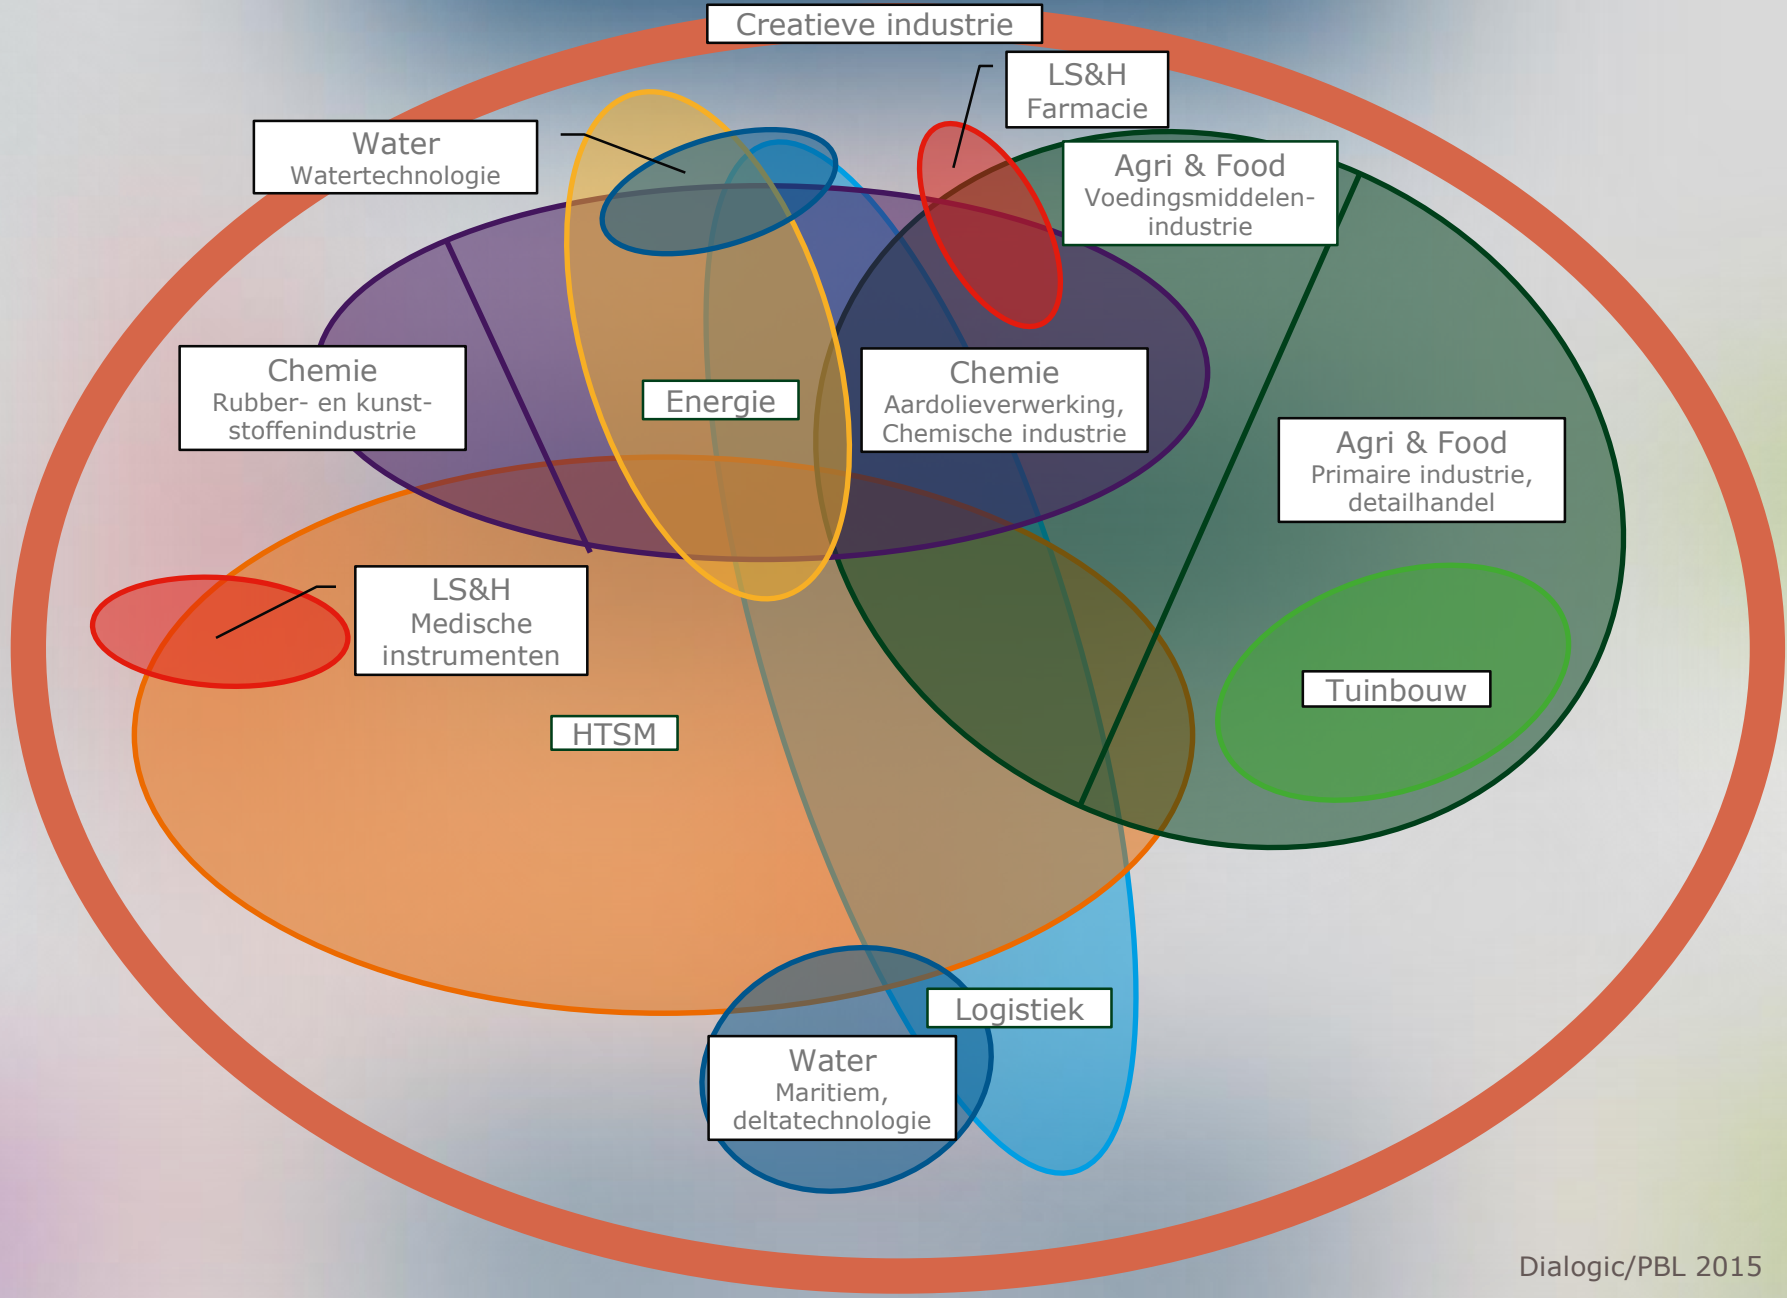 Creatieve industrie
LS&H
Farmacie
Water
Watertechnologie
Agri & Food
Voedingsmiddelen-
industrie
Chemie
Rubber- en kunst-
stoffenindustrie
Energie
Chemie
Aardolieverwerking,
Chemische industrie
Agri & Food
Primaire industrie,
detailhandel
LS&H
Medische
instrumenten
Tuinbouw
HTSM
Logistiek
Water
Maritiem,
deltatechnologie
Dialogic/PBL 2015